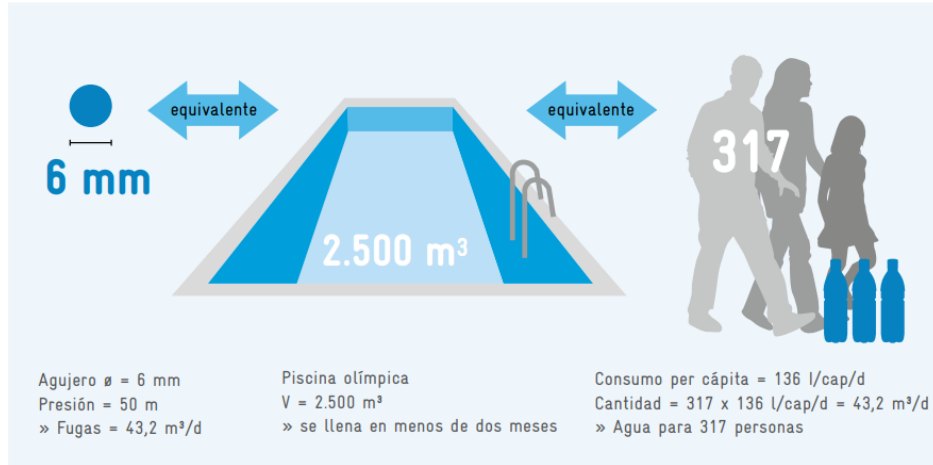 equivalente
equivalente
6 mm
2.500 m³
317
Agujero ø = 6 mm
Presión = 50 m
» Fugas = 43,2 m³/d
Piscina olímpica
V = 2.500 m³
» se llena en menos de dos meses
Consumo per cápita = 136 l/cap/d
Cantidad = 317 x 136 l/cap/d = 43,2 m³/d
» Agua para 317 personas